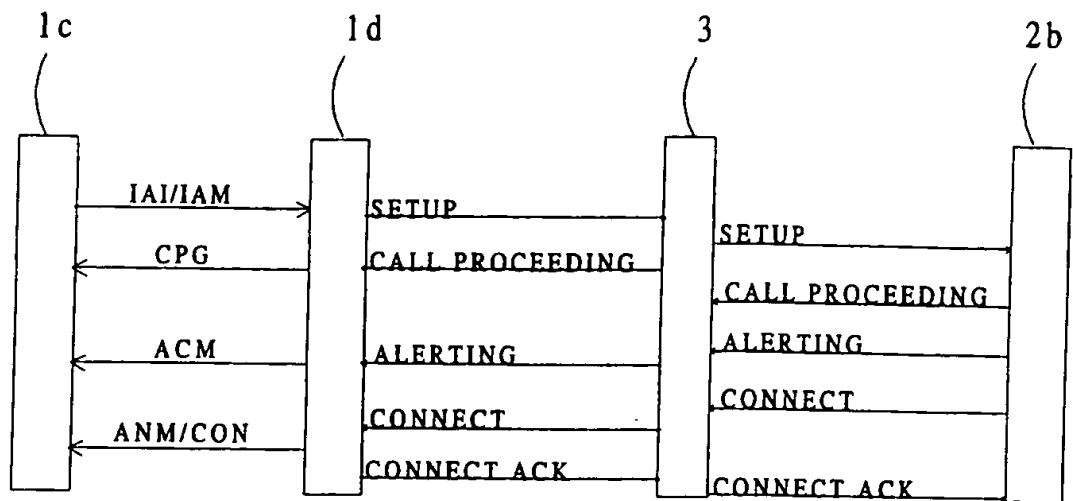 1c 1d 3 2b
IAI/IAM
SETUP
SETUP
CPG
CALL PROCEEDING
CALL PROCEEDING
ACM
ALERTING
ALERTING
CONNECT
CONNECT
ANM/CON
CONNECT ACK
CONNECT ACK